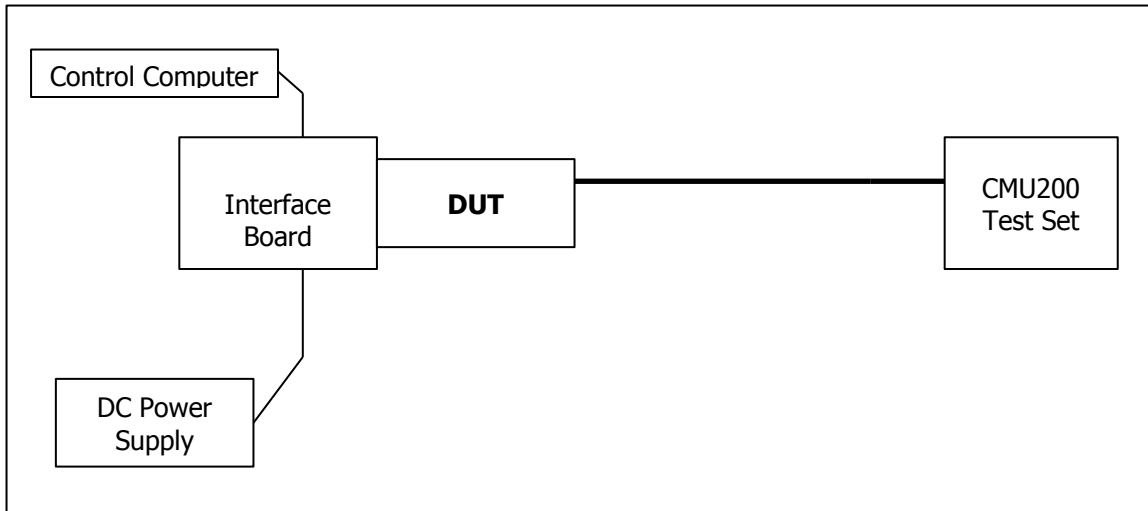 Control Computer
Interface
Board
DUT
CMU200
Test Set
DC Power
Supply